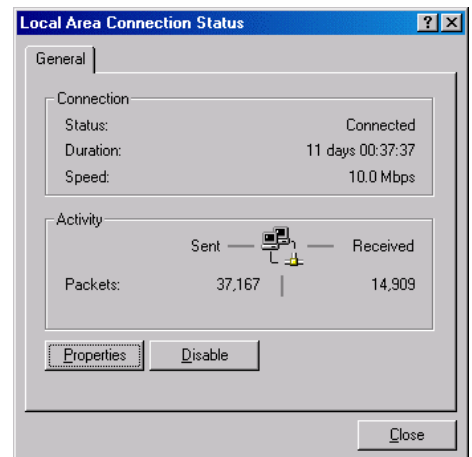 Local Area Connection Status ? X
General
Connection
Status: Connected
Duration: 11 days 00:37:37
Speed: 10.0 Mbps
Activity
Sent Received
Packets: 37,167 14,909
Properties Disable
Close